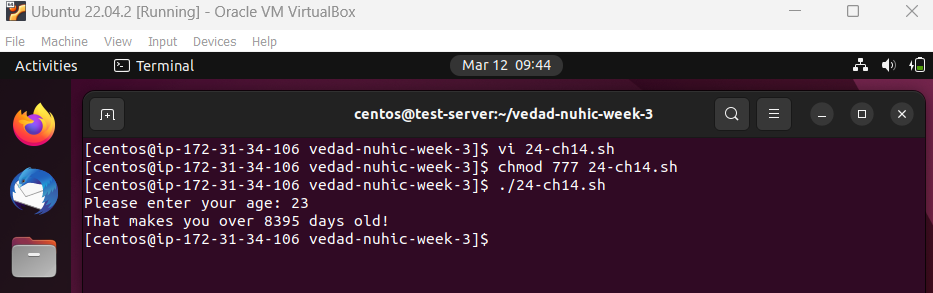 Ubuntu 22.04.2 [Running] - Oracle VM VirtualBox
File Machine View Input Devices Help
Activities Terminal Mar 12 09:44
centos@test-server:~/vedad-nuhic-week-3
[centos@ip-172-31-34-106 vedad-nuhic-week-3]$ vi 24-ch14.sh
[centos@ip-172-31-34-106 vedad-nuhic-week-3]$ chmod 777 24-ch14.sh
[centos@ip-172-31-34-106 vedad-nuhic-week-3]$ ./24-ch14.sh
Please enter your age: 23
That makes you over 8395 days old!
[centos@ip-172-31-34-106 vedad-nuhic-week-3]$